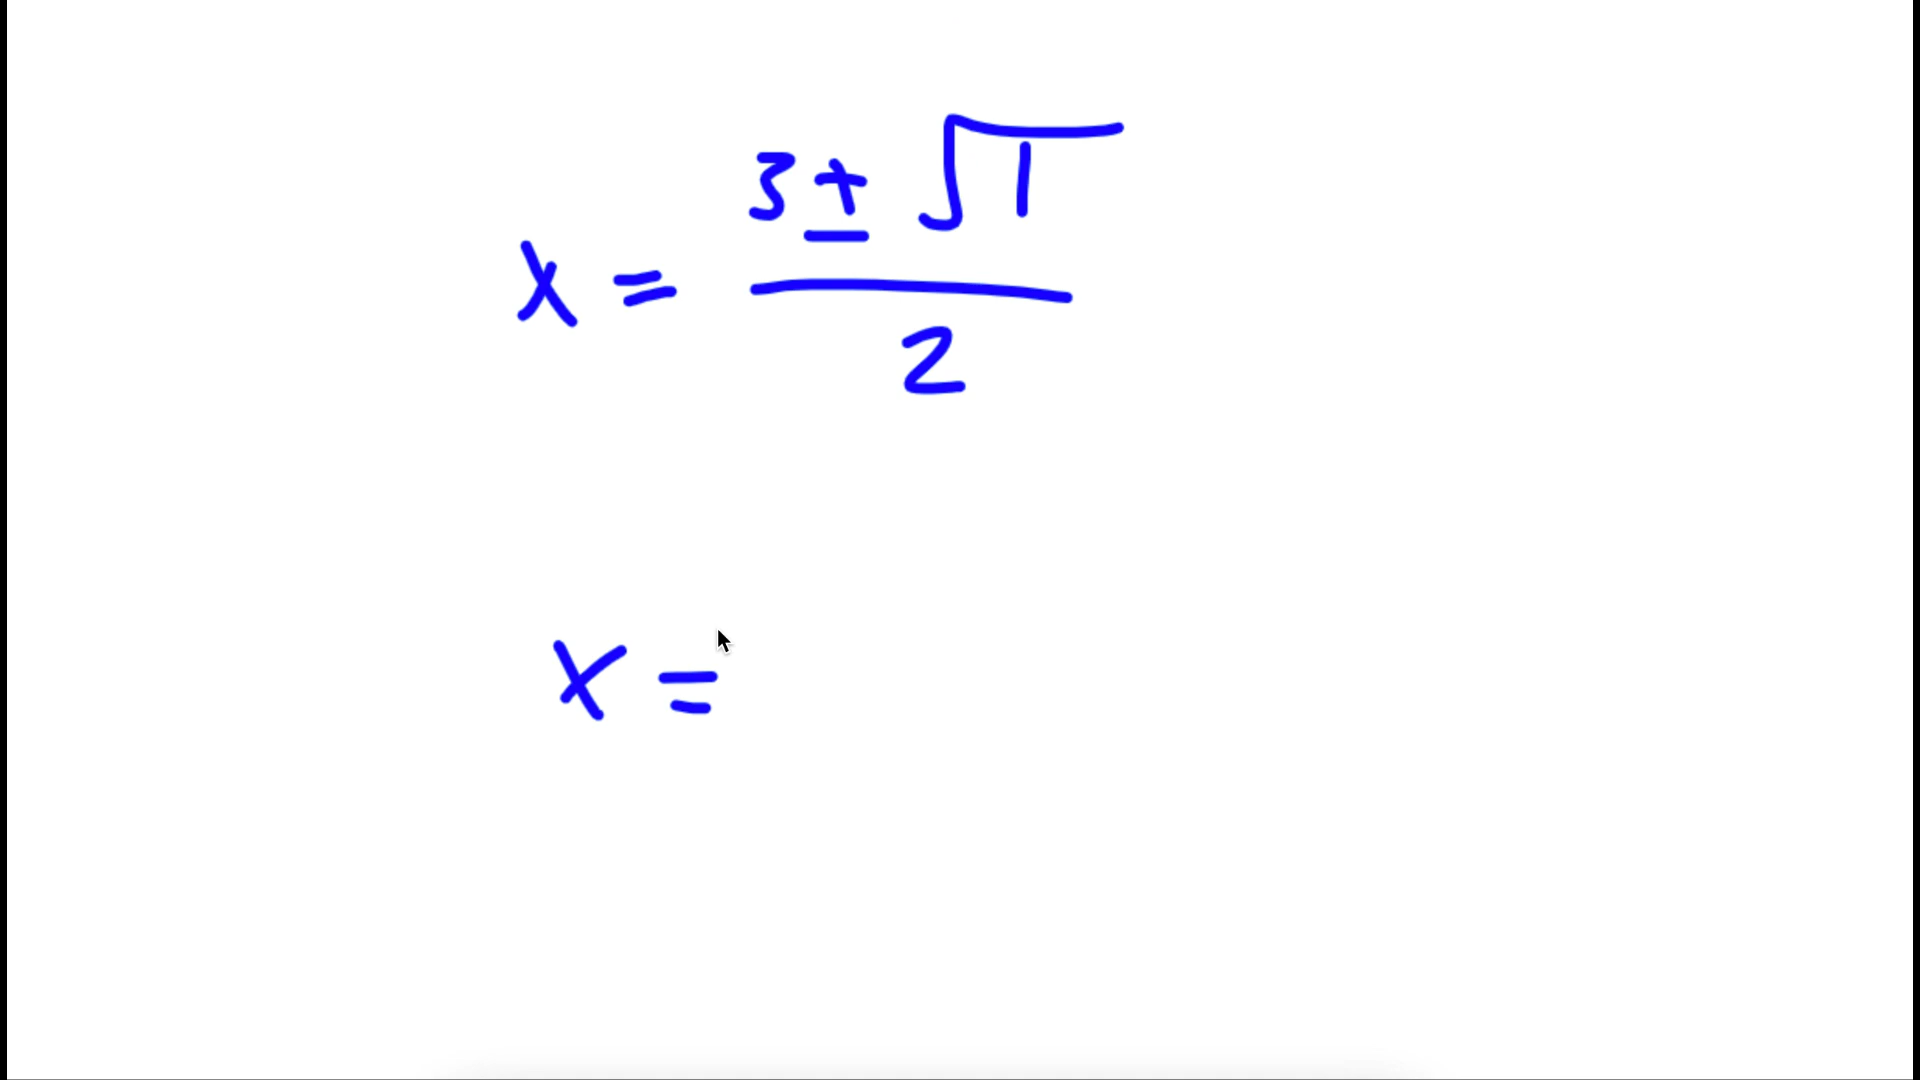 x = (3 ± √1) / 2
x =